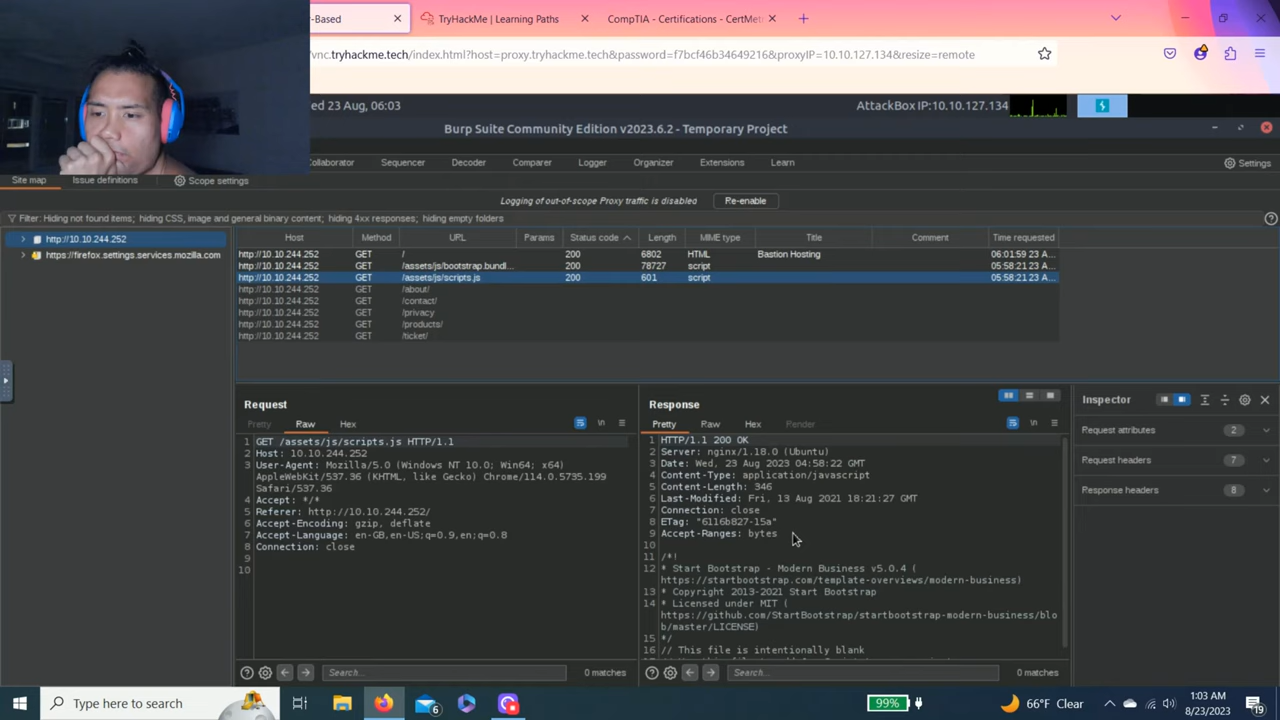 -Based
TryHackMe | Learning Paths
CompTIA - Certifications - CertMet
vnc.tryhackme.tech/index.html?host=proxy.tryhackme.tech&password=f7bcf46b34649216&proxyIP=10.10.127.134&resize=remote
ed 23 Aug, 06:03
AttackBox IP:10.10.127.134
Burp Suite Community Edition v2023.6.2 - Temporary Project
Collaborator Sequencer Decoder Comparer Logger Organizer Extensions Learn
Settings
Site map Issue definitions Scope settings
Logging of out-of-scope Proxy traffic is disabled Re-enable
Filter: Hiding not found items; hiding CSS, image and general binary content; hiding 4xx responses; hiding empty folders
http://10.10.244.252
https://firefox.settings.services.mozilla.com
Host Method URL Params Status code Length MIME type Title Comment Time requested
http://10.10.244.252 GET / 200 6802 HTML Bastion Hosting 06:01:59 23 A...
http://10.10.244.252 GET /assets/js/bootstrap.bundl... 200 78727 script 05:58:21 23 A...
http://10.10.244.252 GET /assets/js/scripts.js 200 601 script 05:58:21 23 A...
http://10.10.244.252 GET /about/
http://10.10.244.252 GET /contact/
http://10.10.244.252 GET /privacy
http://10.10.244.252 GET /products/
http://10.10.244.252 GET /ticket/
Request
Pretty Raw Hex
\n
1 GET /assets/js/scripts.js HTTP/1.1
2 Host: 10.10.244.252
3 User-Agent: Mozilla/5.0 (Windows NT 10.0; Win64; x64)
AppleWebKit/537.36 (KHTML, like Gecko) Chrome/114.0.5735.199
Safari/537.36
4 Accept: */*
5 Referer: http://10.10.244.252/
6 Accept-Encoding: gzip, deflate
7 Accept-Language: en-GB,en-US;q=0.9,en;q=0.8
8 Connection: close
9
10
Search...
0 matches
Response
Pretty Raw Hex Render
\n
1 HTTP/1.1 200 OK
2 Server: nginx/1.18.0 (Ubuntu)
3 Date: Wed, 23 Aug 2023 04:58:22 GMT
4 Content-Type: application/javascript
5 Content-Length: 346
6 Last-Modified: Fri, 13 Aug 2021 18:21:27 GMT
7 Connection: close
8 ETag: "6116b827-15a"
9 Accept-Ranges: bytes
10
11 /*!
12 * Start Bootstrap - Modern Business v5.0.4 (
https://startbootstrap.com/template-overviews/modern-business)
13 * Copyright 2013-2021 Start Bootstrap
14 * Licensed under MIT (
https://github.com/StartBootstrap/startbootstrap-modern-business/blo
b/master/LICENSE)
15 */
16 // This file is intentionally blank
Search...
0 matches
Inspector
Request attributes 2
Request headers 7
Response headers 8
Type here to search
6
99%
66°F Clear
1:03 AM
8/23/2023
19